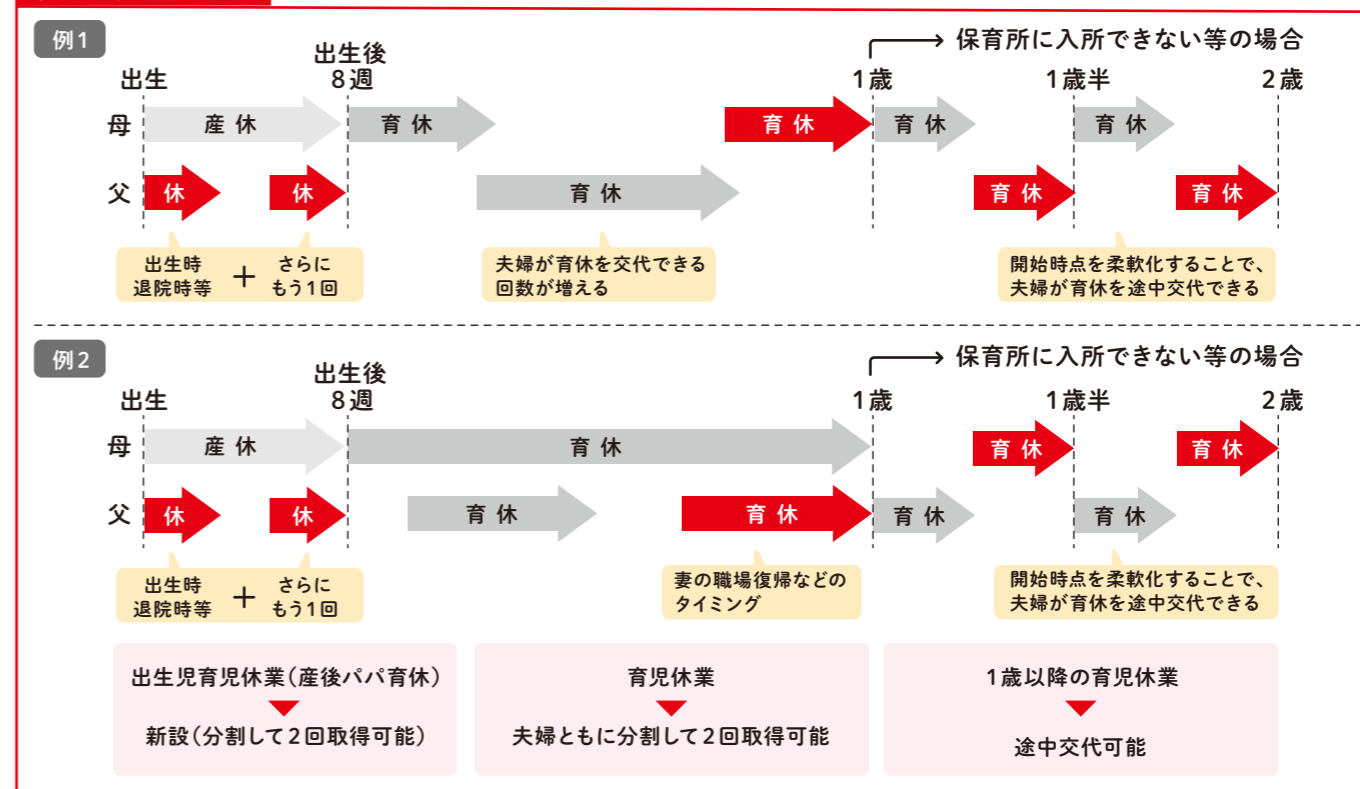 例1
出生
出生後
8週
1歳
保育所に入所できない等の場合
1歳半
2歳
母
産休
育休
育休
育休
育休
父
休
休
育休
育休
育休
出生時
退院時等
＋
さらに
もう1回
夫婦が育休を交代できる
回数が増える
開始時点を柔軟化することで、
夫婦が育休を途中交代できる
例2
出生
出生後
8週
1歳
保育所に入所できない等の場合
1歳半
2歳
母
産休
育休
育休
育休
父
休
休
育休
育休
育休
育休
出生時
退院時等
＋
さらに
もう1回
妻の職場復帰などの
タイミング
開始時点を柔軟化することで、
夫婦が育休を途中交代できる
出生児育児休業（産後パパ育休）
新設（分割して2回取得可能）
育児休業
夫婦ともに分割して2回取得可能
1歳以降の育児休業
途中交代可能